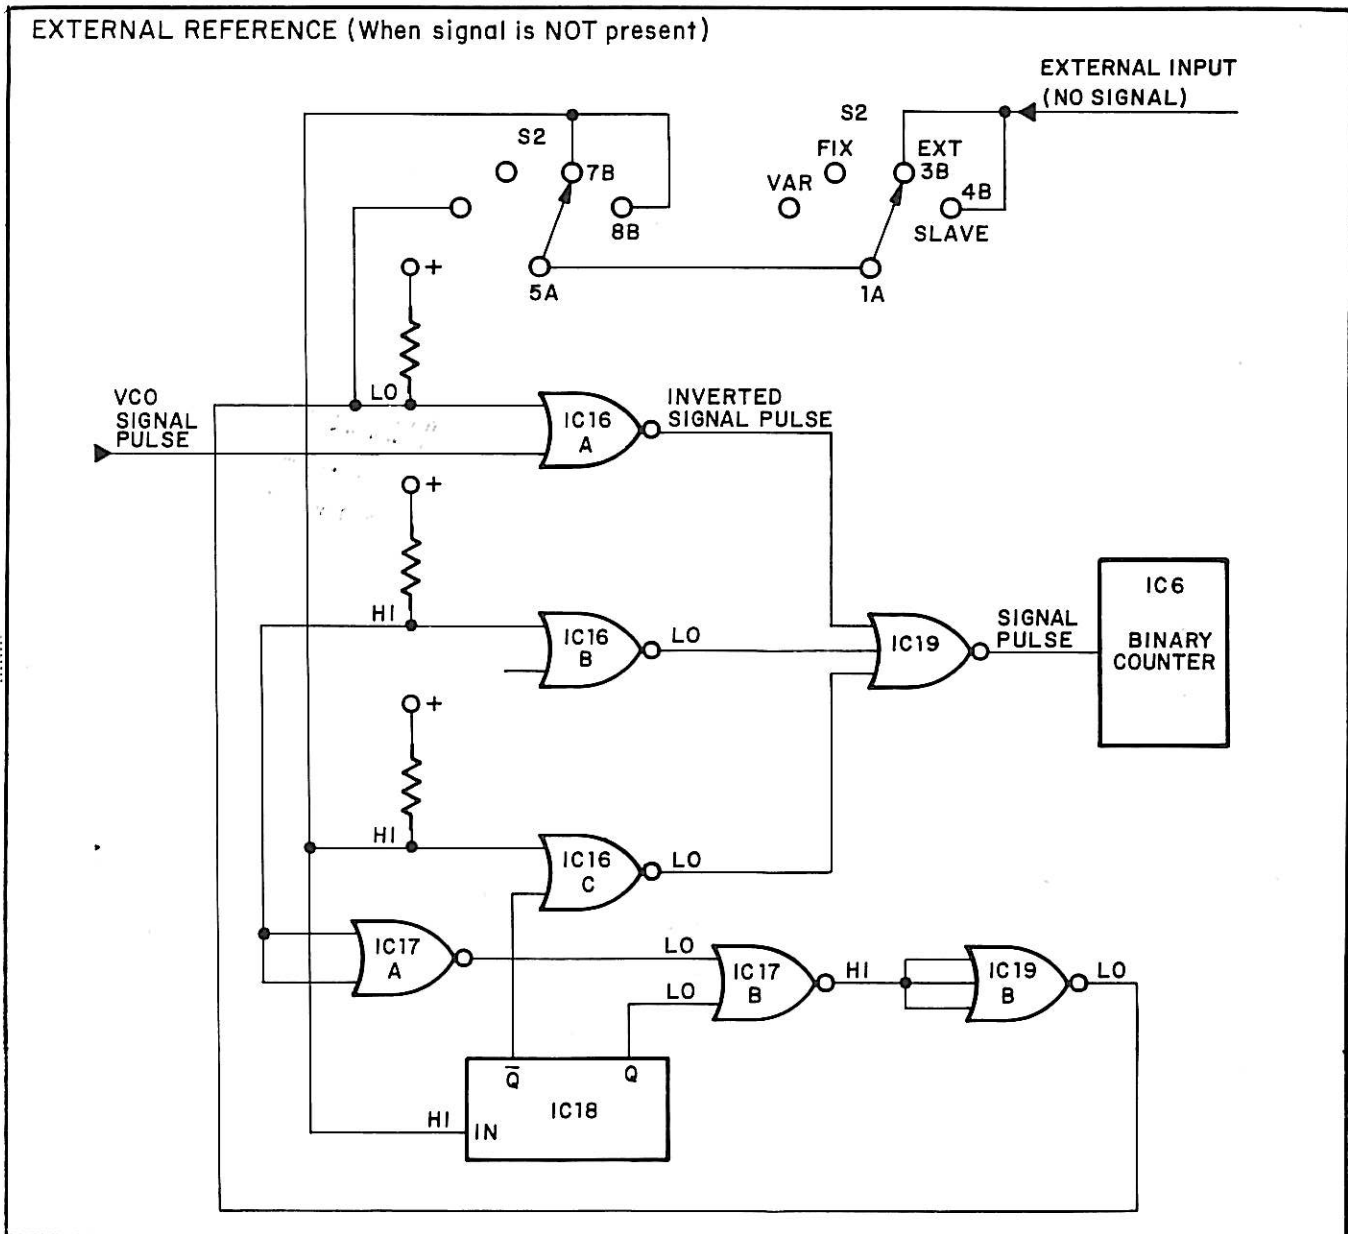 EXTERNAL REFERENCE (When signal is NOT present)
EXTERNAL INPUT
(NO SIGNAL)
S2
S2
FIX
EXT
7B
3B
VAR
4B
8B
SLAVE
+
5A
1A
LO
VCO
SIGNAL
PULSE
INVERTED
SIGNAL PULSE
IC16
A
+
HI
IC16
B
LO
IC19
SIGNAL
PULSE
IC6
BINARY
COUNTER
+
HI
IC16
C
LO
IC17
A
LO
LO
IC17
B
HI
IC19
B
LO
Q̅
Q
IC18
HI
IN